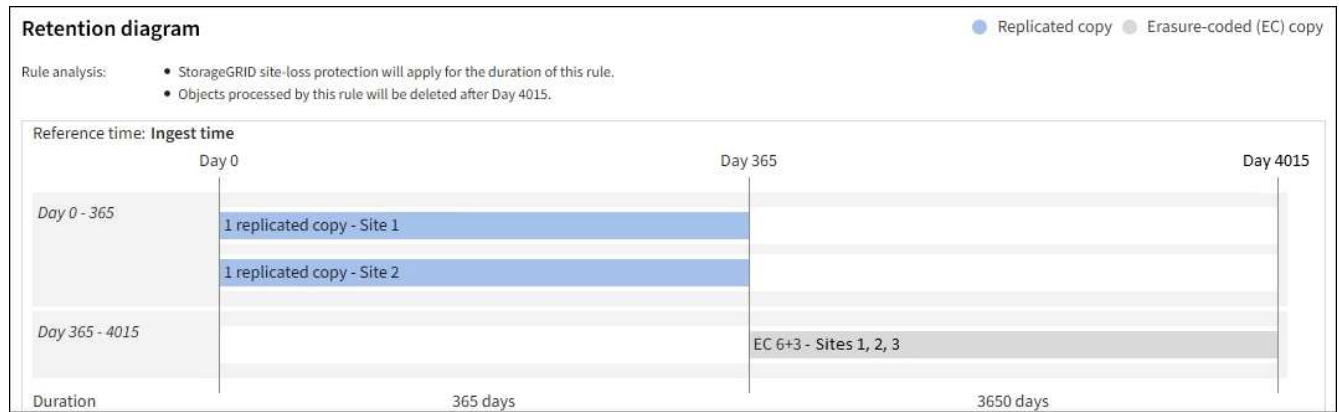 Retention diagram
Replicated copy Erasure-coded (EC) copy
Rule analysis:
• StorageGRID site-loss protection will apply for the duration of this rule.
• Objects processed by this rule will be deleted after Day 4015.
Reference time: Ingest time
Day 0 Day 365 Day 4015
Day 0 - 365
1 replicated copy - Site 1
1 replicated copy - Site 2
Day 365 - 4015
EC 6+3 - Sites 1, 2, 3
Duration 365 days 3650 days